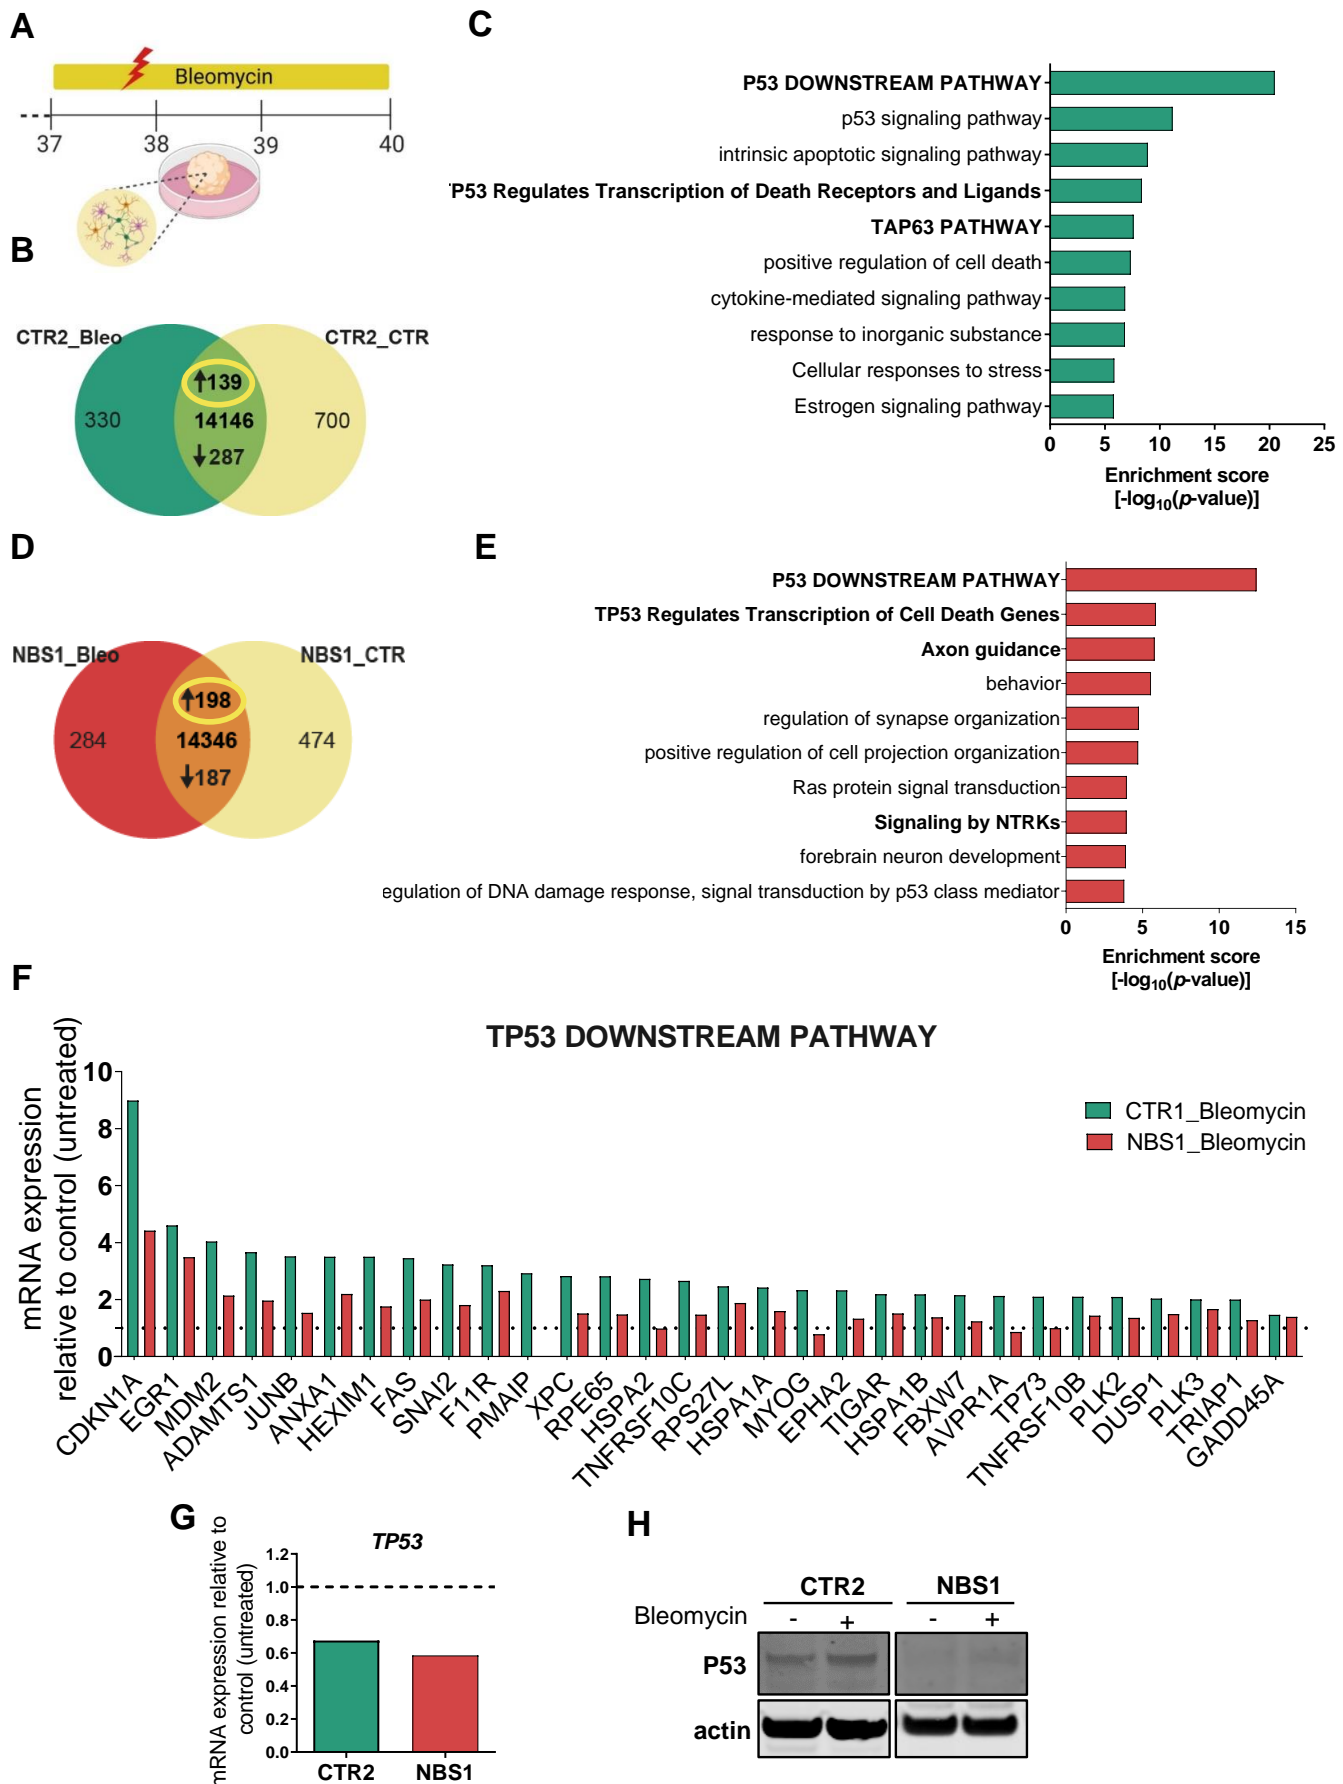 A
Bleomycin
37 38 39 40
B
CTR2_Bleo CTR2_CTR
↑139
330 14146 700
↓287
C
P53 DOWNSTREAM PATHWAY
p53 signaling pathway
intrinsic apoptotic signaling pathway
TP53 Regulates Transcription of Death Receptors and Ligands
TAP63 PATHWAY
positive regulation of cell death
cytokine-mediated signaling pathway
response to inorganic substance
Cellular responses to stress
Estrogen signaling pathway
0 5 10 15 20 25
Enrichment score
[-log10(p-value)]
D
NBS1_Bleo NBS1_CTR
↑198
284 14346 474
↓187
E
P53 DOWNSTREAM PATHWAY
TP53 Regulates Transcription of Cell Death Genes
Axon guidance
behavior
regulation of synapse organization
positive regulation of cell projection organization
Ras protein signal transduction
Signaling by NTRKs
forebrain neuron development
egulation of DNA damage response, signal transduction by p53 class mediator
0 5 10 15
Enrichment score
[-log10(p-value)]
F
TP53 DOWNSTREAM PATHWAY
mRNA expression
relative to control (untreated)
10
8
6
4
2
0
CTR1_Bleomycin
NBS1_Bleomycin
CDKN1A
EGR1
MDM2
ADAMTS1
JUNB
ANXA1
HEXIM1
FAS
SNAI2
F11R
PMAIP
XPC
RPE65
HSPA2
TNFRSF10C
RPS27L
HSPA1A
MYOG
EPHA2
TIGAR
HSPA1B
FBXW7
AVPR1A
TP73
TNFRSF10B
PLK2
DUSP1
PLK3
TRIAP1
GADD45A
G
TP53
mRNA expression relative to
control (untreated)
1.2
1.0
0.8
0.6
0.4
0.2
0.0
CTR2 NBS1
H
CTR2 NBS1
Bleomycin - + - +
P53
actin